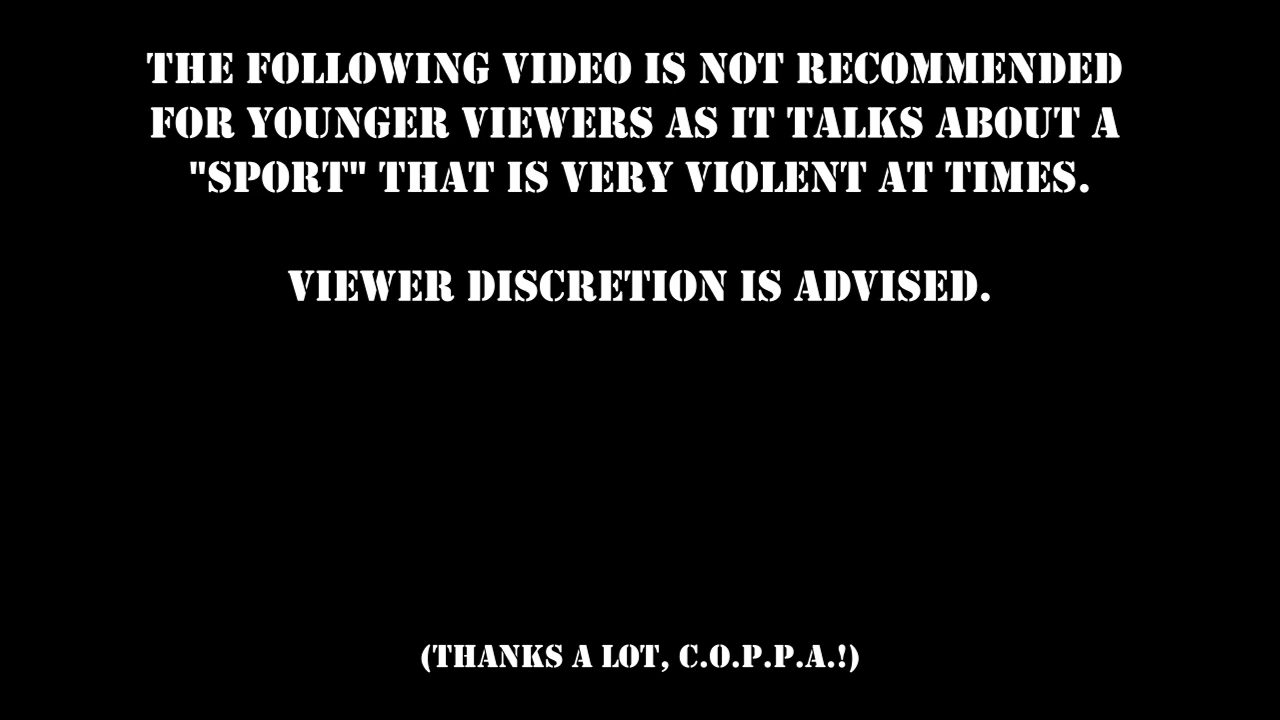 THE FOLLOWING VIDEO IS NOT RECOMMENDED
FOR YOUNGER VIEWERS AS IT TALKS ABOUT A
"SPORT" THAT IS VERY VIOLENT AT TIMES.
VIEWER DISCRETION IS ADVISED.
(THANKS A LOT, C.O.P.P.A.!)